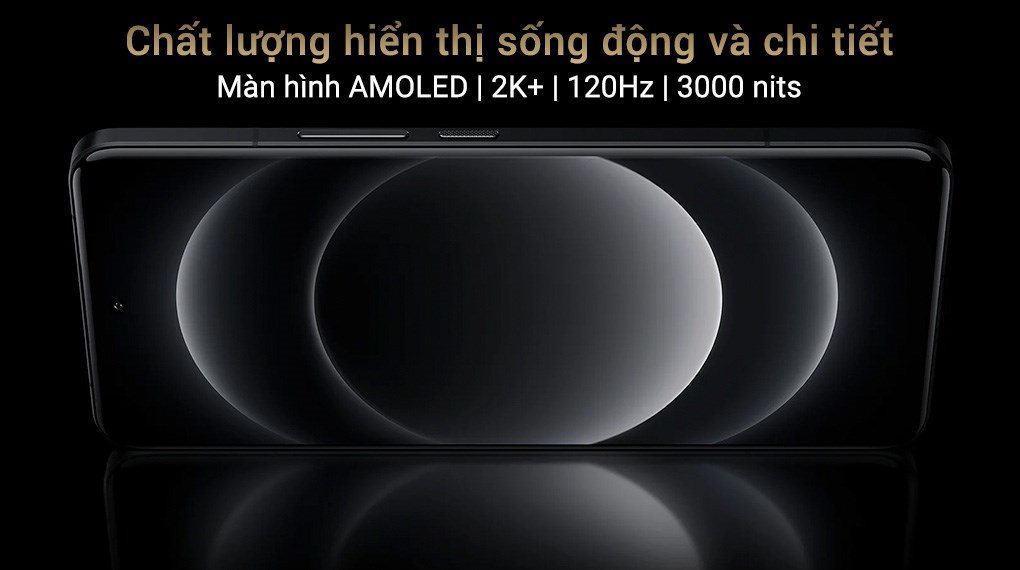 Chất lượng hiển thị sống động và chi tiết
Màn hình AMOLED | 2K+ | 120Hz | 3000 nits